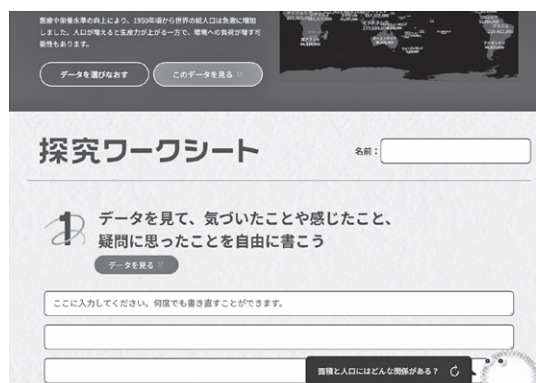 医療や栄養水準の向上により、1950年頃から世界の総人口は急激に増加
しました。人口が増えると生産力が上がる一方で、環境への負荷が増す可
能性もあります。
データを選びなおす
このデータを見る
探究ワークシート
名前：
1
データを見て、気づいたことや感じたこと、
疑問に思ったことを自由に書こう
データを見る
ここに入力してください。何度でも書き直すことができます。
面積と人口にはどんな関係がある？